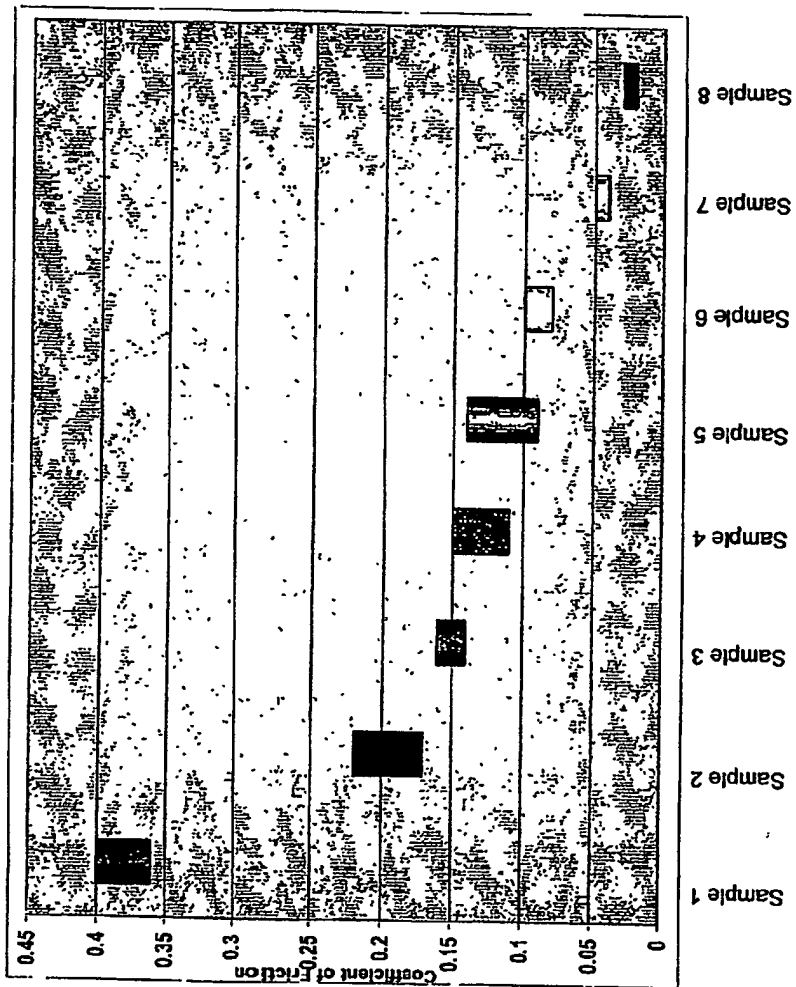 Coefficient of Friction
0.45
0.4
0.35
0.3
0.25
0.2
0.15
0.1
0.05
0
Sample 1
Sample 2
Sample 3
Sample 4
Sample 5
Sample 6
Sample 7
Sample 8